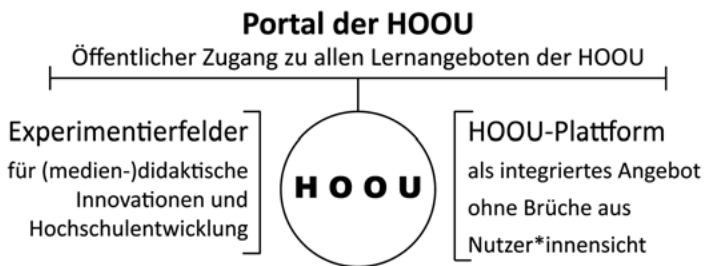 Portal der HOOU
Öffentlicher Zugang zu allen Lernangeboten der HOOU
Experimentierfelder
für (medien-)didaktische
Innovationen und
Hochschulentwicklung
HOOU
HOOU-Plattform
als integriertes Angebot
ohne Brüche aus
Nutzer*innensicht